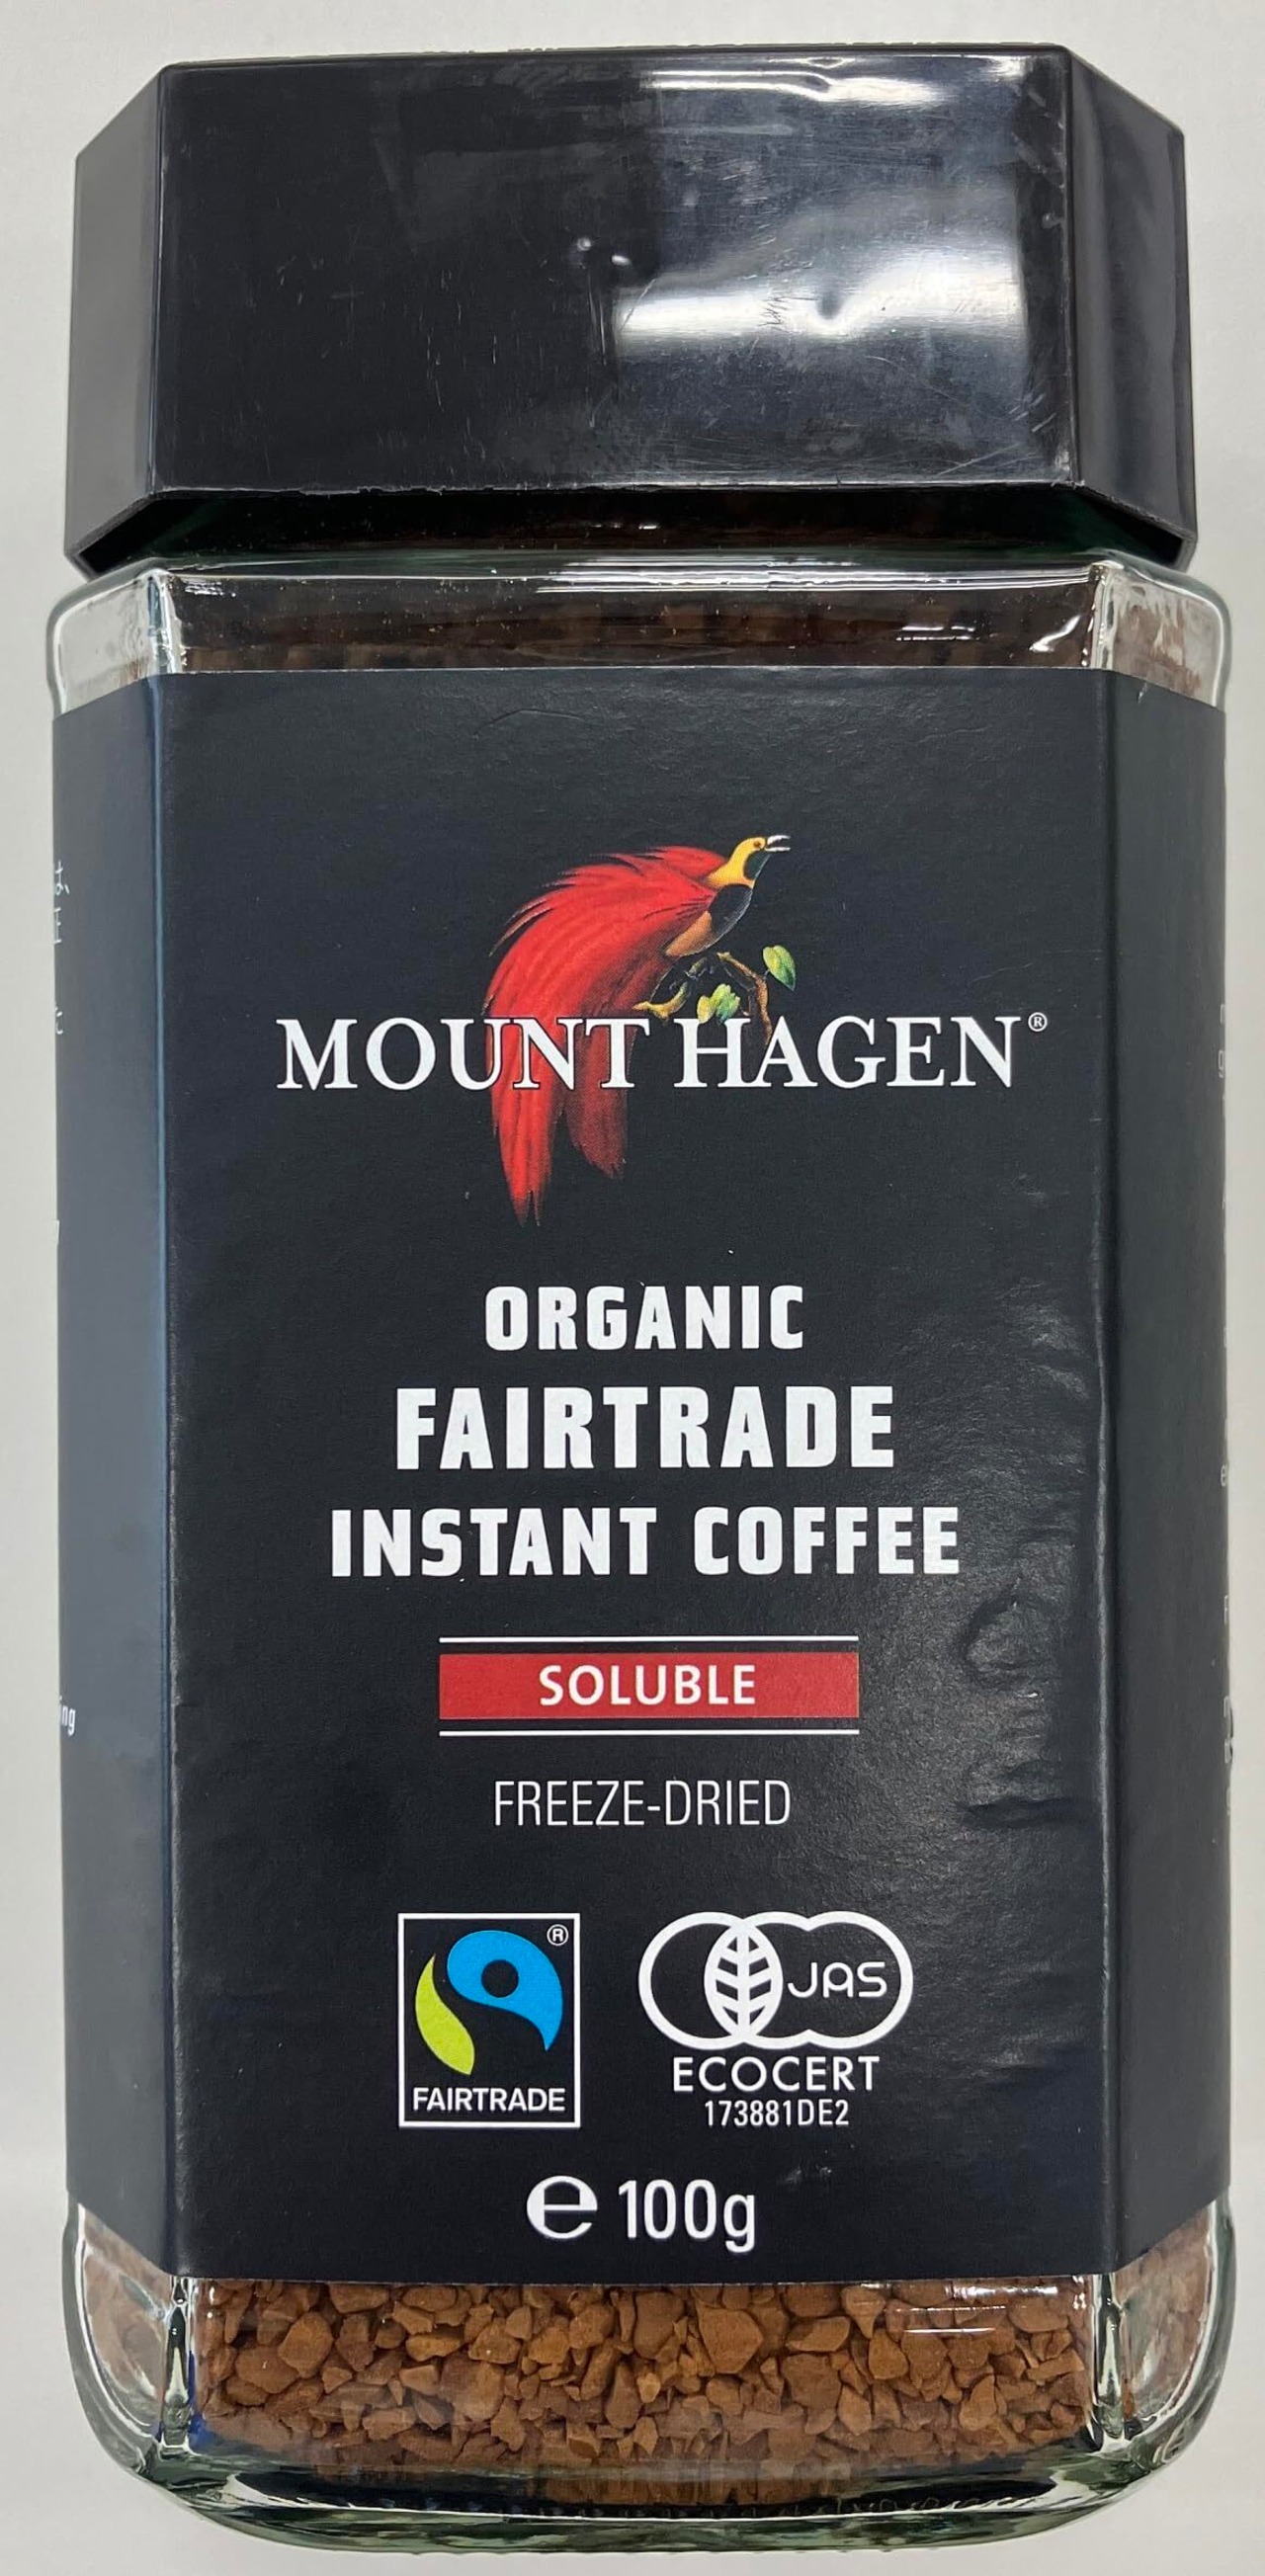 MOUNT HAGEN®
ORGANIC
FAIRTRADE
INSTANT COFFEE
SOLUBLE
FREEZE-DRIED
®
FAIRTRADE
JAS
ECOCERT
173881DE2
℮ 100g